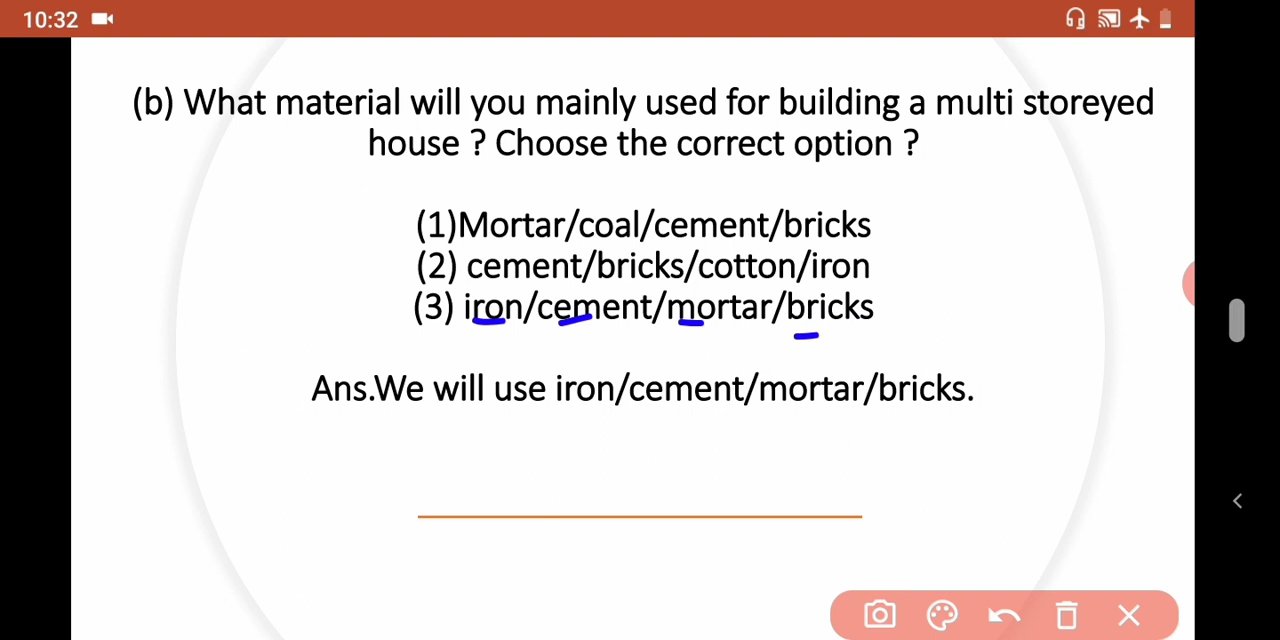 10:32
(b) What material will you mainly used for building a multi storeyed
house ? Choose the correct option ?
(1)Mortar/coal/cement/bricks
(2) cement/bricks/cotton/iron
(3) iron/cement/mortar/bricks
Ans.We will use iron/cement/mortar/bricks.